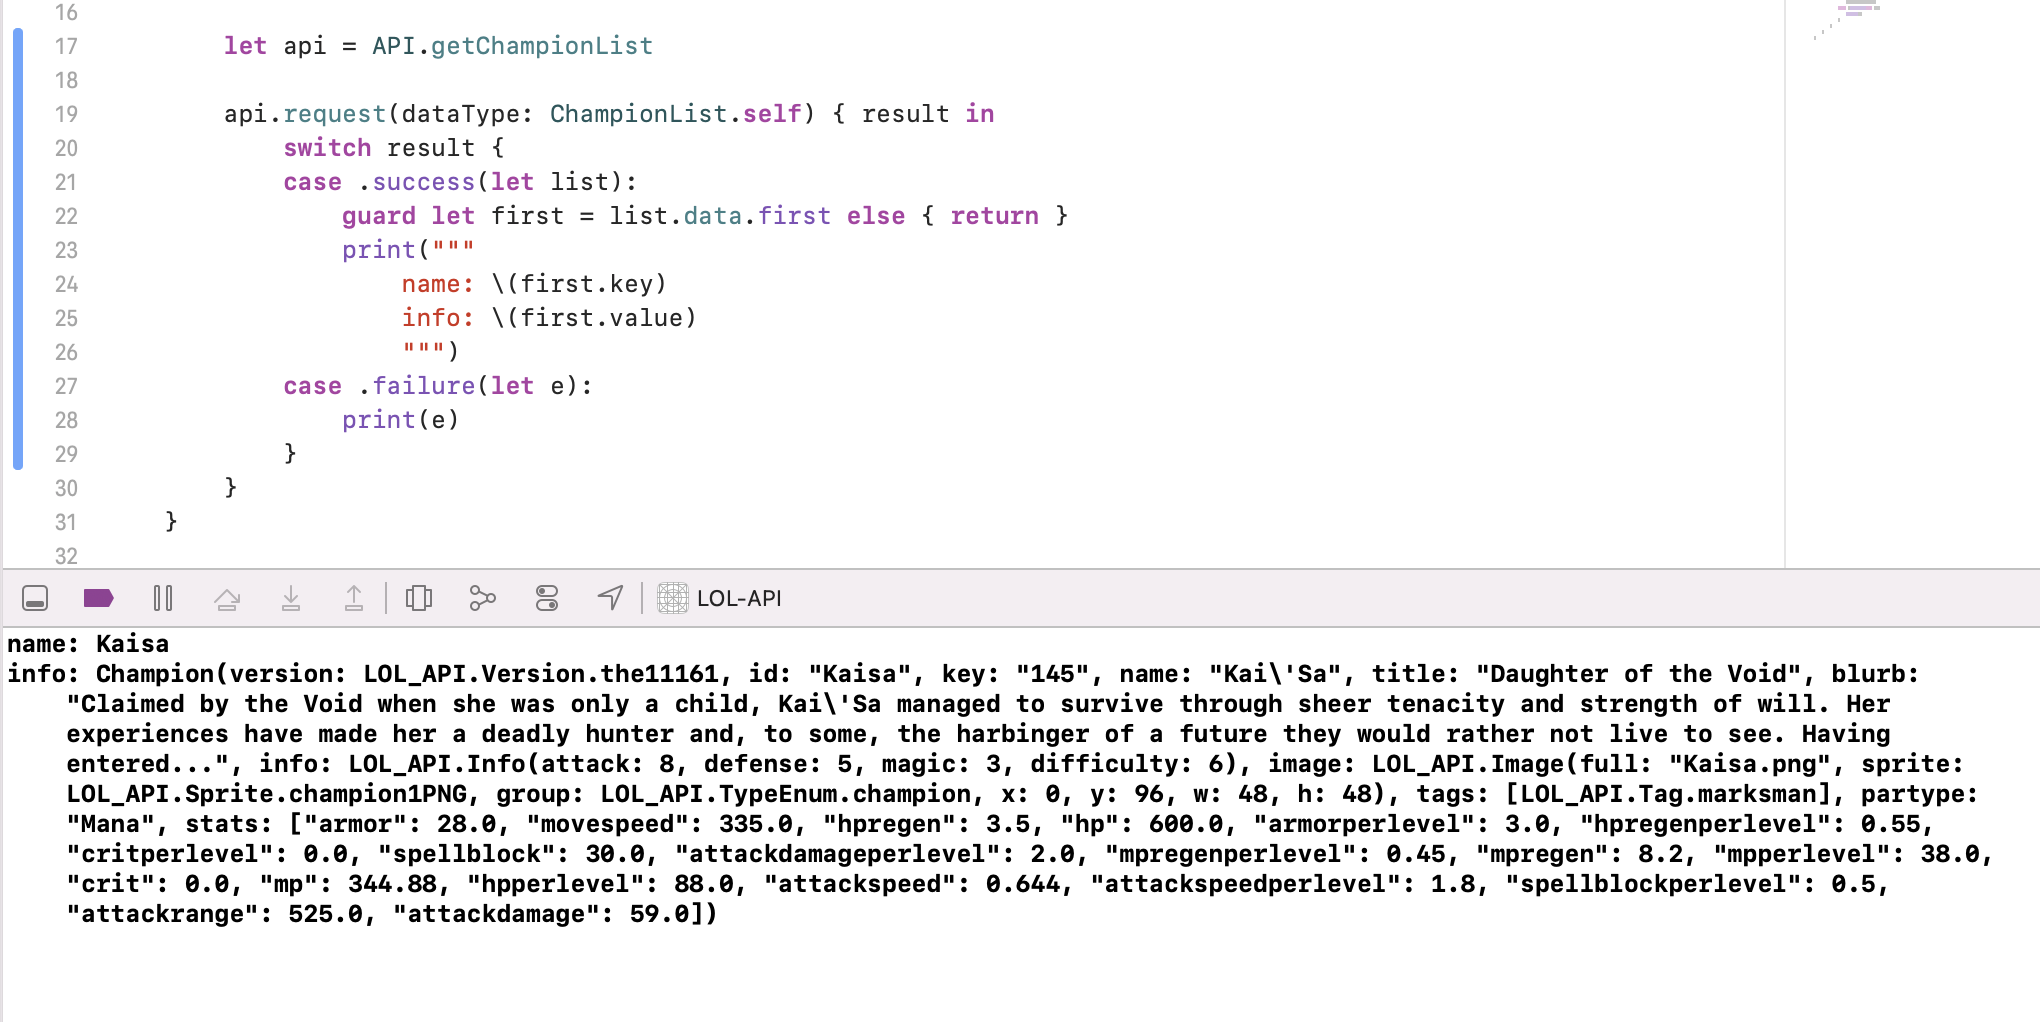 16
17 let api = API.getChampionList
18
19 api.request(dataType: ChampionList.self) { result in
20 switch result {
21 case .success(let list):
22 guard let first = list.data.first else { return }
23 print("""
24 name: \(first.key)
25 info: \(first.value)
26 """)
27 case .failure(let e):
28 print(e)
29 }
30 }
31 }
32
LOL-API
name: Kaisa
info: Champion(version: LOL_API.Version.the11161, id: "Kaisa", key: "145", name: "Kai\'Sa", title: "Daughter of the Void", blurb:
"Claimed by the Void when she was only a child, Kai\'Sa managed to survive through sheer tenacity and strength of will. Her
experiences have made her a deadly hunter and, to some, the harbinger of a future they would rather not live to see. Having
entered...", info: LOL_API.Info(attack: 8, defense: 5, magic: 3, difficulty: 6), image: LOL_API.Image(full: "Kaisa.png", sprite:
LOL_API.Sprite.champion1PNG, group: LOL_API.TypeEnum.champion, x: 0, y: 96, w: 48, h: 48), tags: [LOL_API.Tag.marksman], partype:
"Mana", stats: ["armor": 28.0, "movespeed": 335.0, "hpregen": 3.5, "hp": 600.0, "armorperlevel": 3.0, "hpregenperlevel": 0.55,
"critperlevel": 0.0, "spellblock": 30.0, "attackdamageperlevel": 2.0, "mpregenperlevel": 0.45, "mpregen": 8.2, "mpperlevel": 38.0,
"crit": 0.0, "mp": 344.88, "hpperlevel": 88.0, "attackspeed": 0.644, "attackspeedperlevel": 1.8, "spellblockperlevel": 0.5,
"attackrange": 525.0, "attackdamage": 59.0])